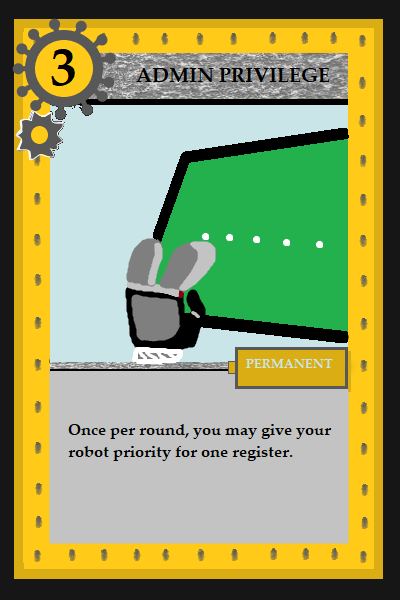 3
ADMIN PRIVILEGE
PERMANENT
Once per round, you may give your
robot priority for one register.